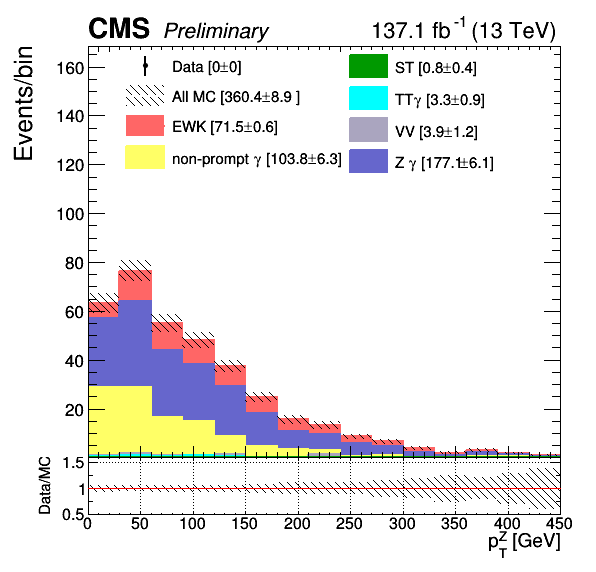 CMS Preliminary 137.1 fb⁻¹ (13 TeV)
Events/bin
160
140
120
100
80
60
40
20
Data [0±0]
All MC [360.4±8.9 ]
EWK [71.5±0.6]
non-prompt γ [103.8±6.3]
ST [0.8±0.4]
TTγ [3.3±0.9]
VV [3.9±1.2]
Z γ [177.1±6.1]
Data/MC
1.5
1
0.5
0 50 100 150 200 250 300 350 400 450
p_T^Z [GeV]